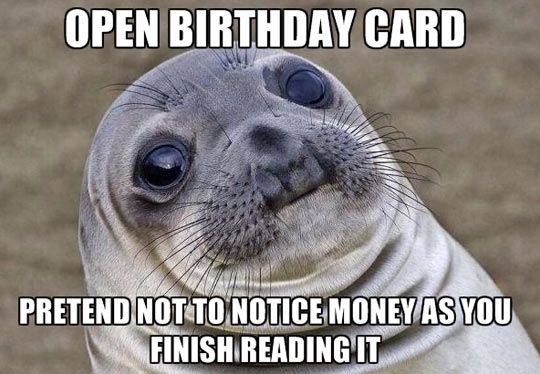 OPEN BIRTHDAY CARD
PRETEND NOT TO NOTICE MONEY AS YOU
FINISH READING IT